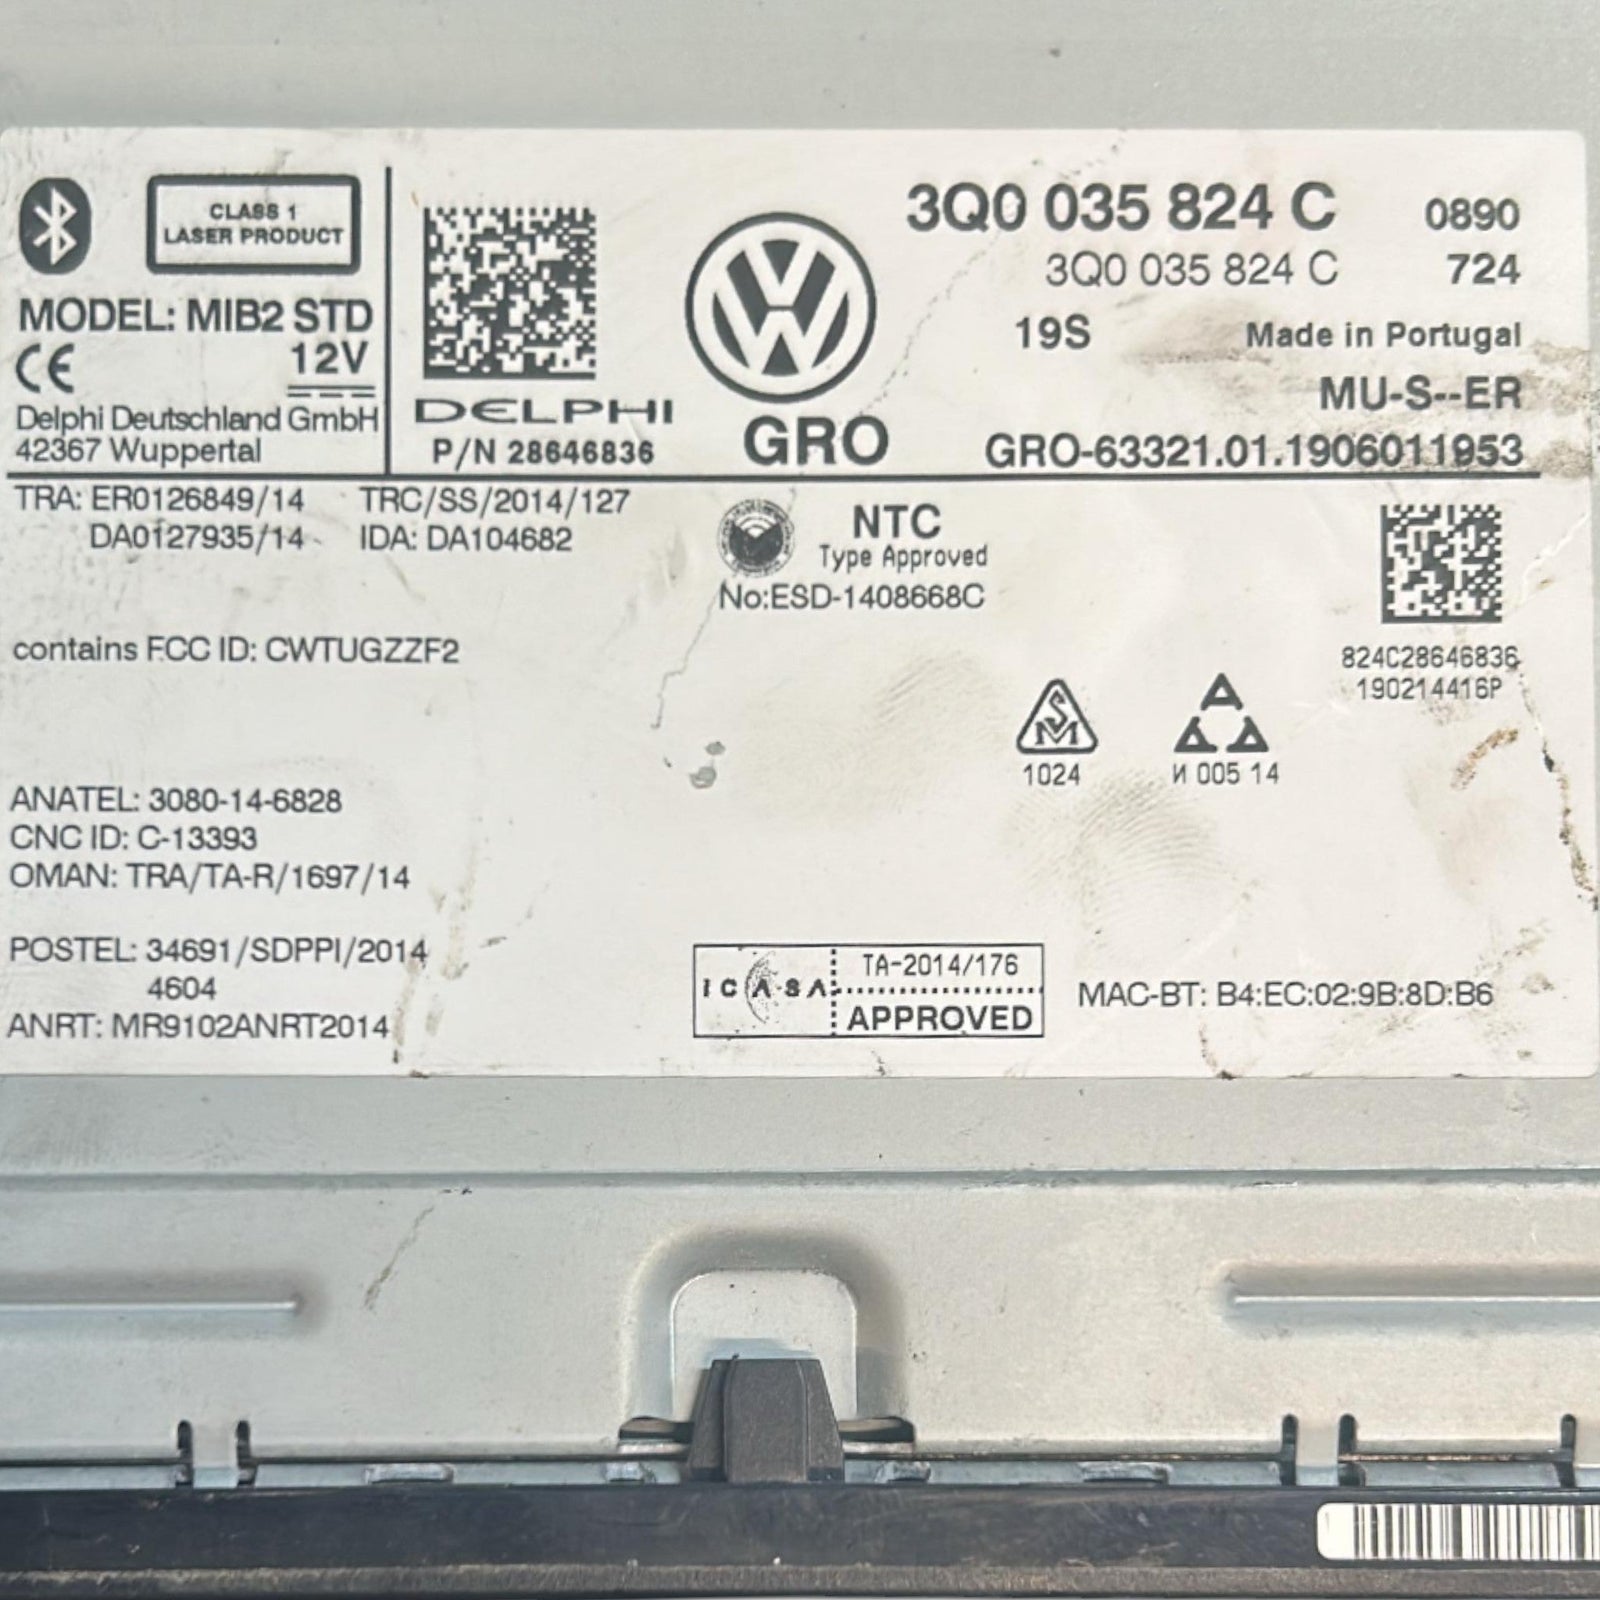 CLASS 1
LASER PRODUCT
MODEL: MIB2 STD
12V
Delphi Deutschland GmbH
42367 Wuppertal
DELPHI
P/N 28646836
GRO
3Q0 035 824 C 0890
3Q0 035 824 C 724
19S Made in Portugal
MU-S--ER
GRO-63321.01.1906011953
TRA: ER0126849/14 TRC/SS/2014/127
DA0127935/14 IDA: DA104682
NTC
Type Approved
No:ESD-1408668C
contains FCC ID: CWTUGZZF2
824C28646836
190214416P
SM
1024
И 005 14
ANATEL: 3080-14-6828
CNC ID: C-13393
OMAN: TRA/TA-R/1697/14
POSTEL: 34691/SDPPI/2014
4604
ANRT: MR9102ANRT2014
ICASA
TA-2014/176
APPROVED
MAC-BT: B4:EC:02:9B:8D:B6